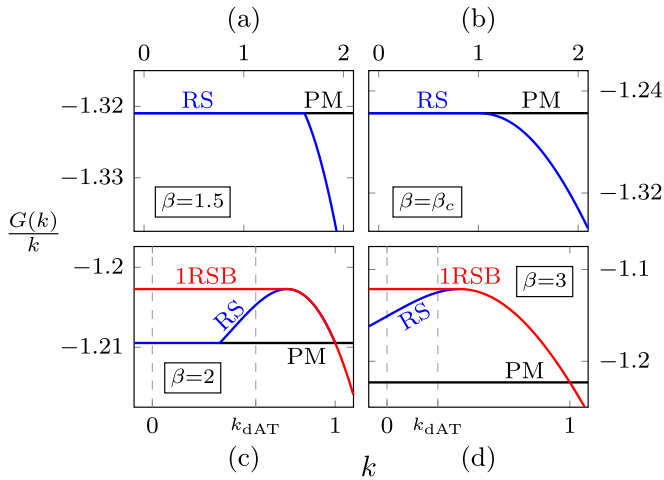 (a) (b)
0 1 2 0 1 2
RS PM RS PM
−1.32 −1.24
−1.33 −1.32
β=1.5 β=β_c
G(k)
k
−1.2 1RSB 1RSB β=3 −1.1
RS RS
−1.21 PM PM −1.2
β=2
0 k_dAT 1 0 k_dAT 1
(c) k (d)